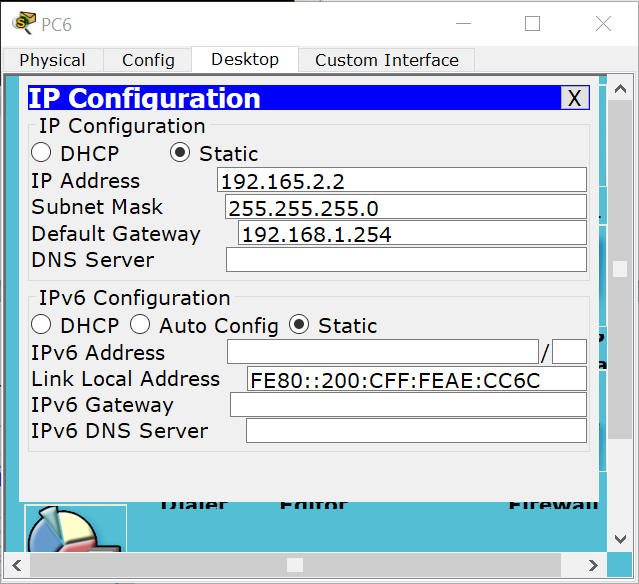 PC6
Physical Config Desktop Custom Interface
IP Configuration X
IP Configuration
DHCP Static
IP Address 192.165.2.2
Subnet Mask 255.255.255.0
Default Gateway 192.168.1.254
DNS Server
IPv6 Configuration
DHCP Auto Config Static
IPv6 Address /
Link Local Address FE80::200:CFF:FEAE:CC6C
IPv6 Gateway
IPv6 DNS Server
Dialer Editor Firewall